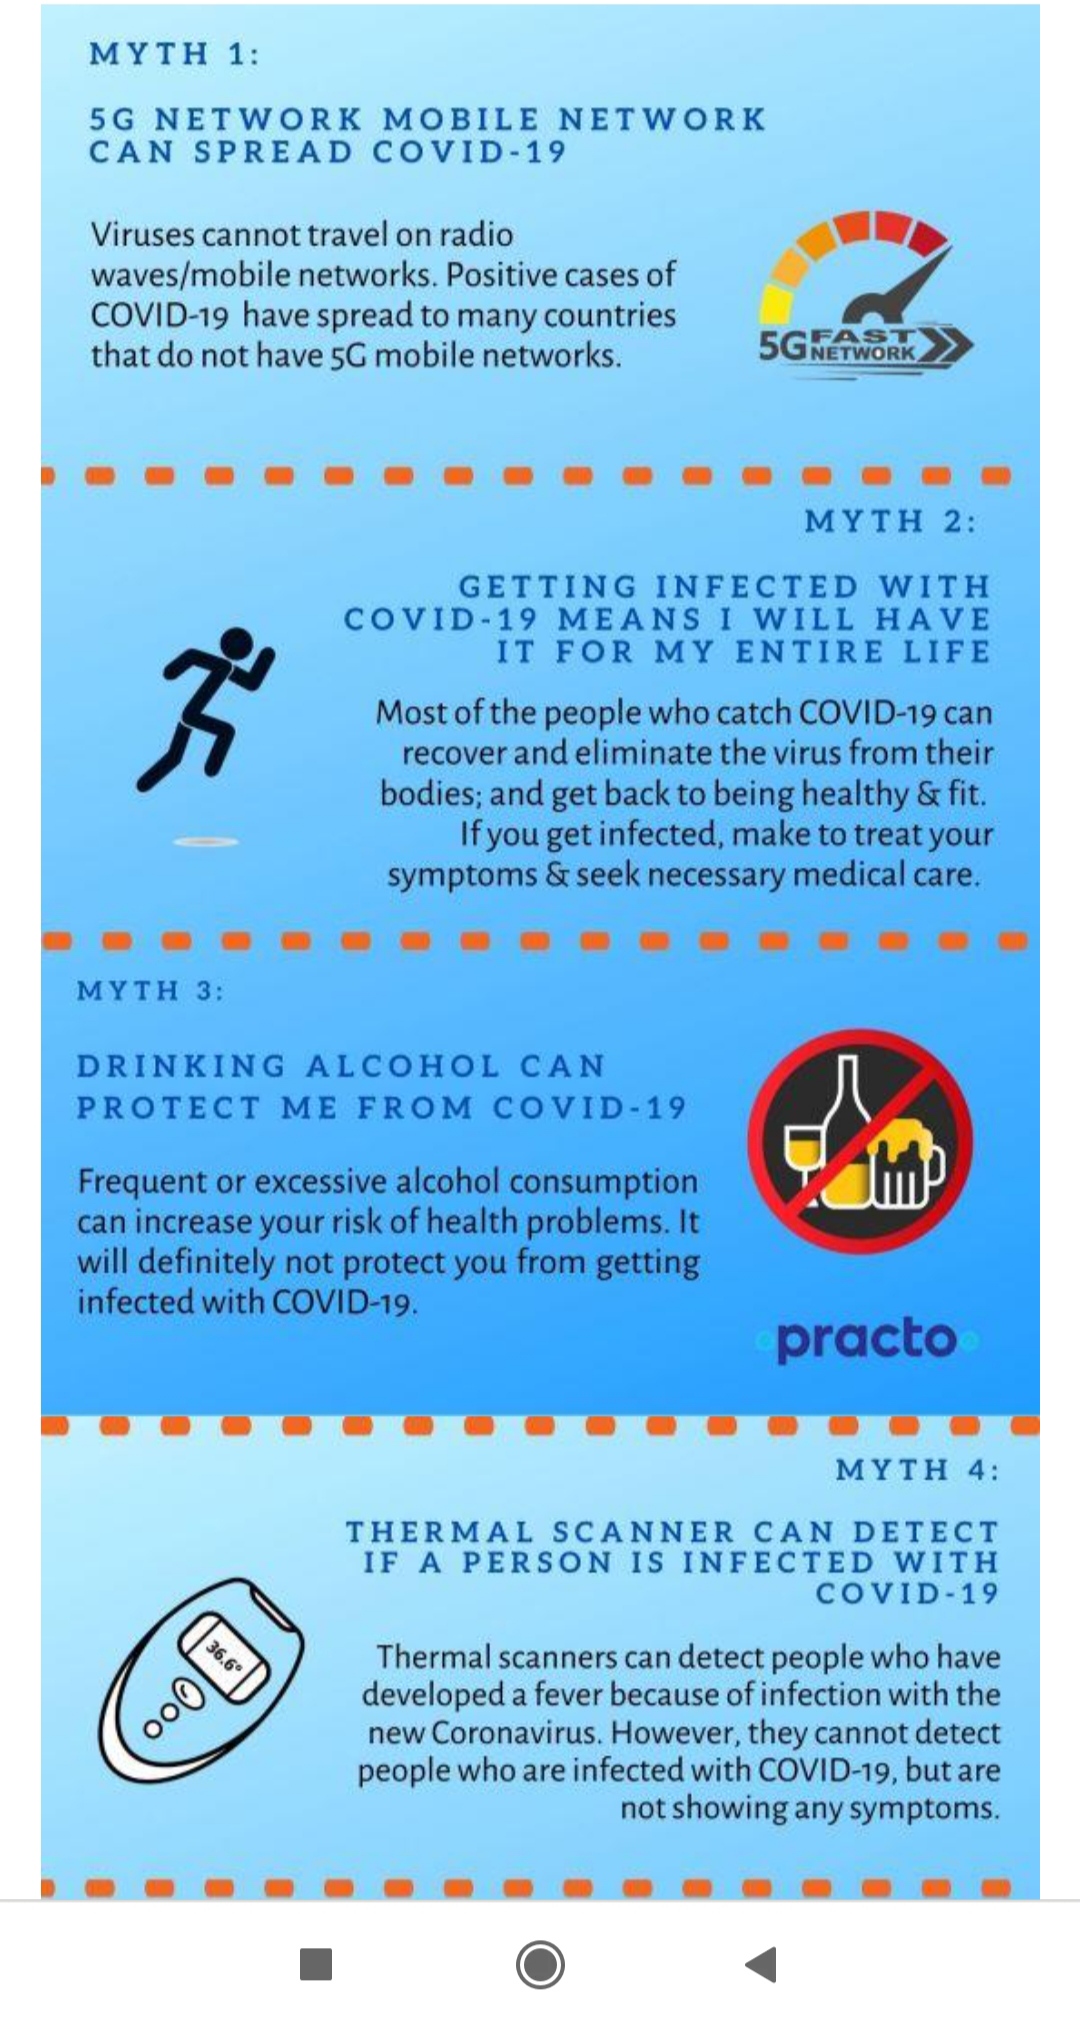 MYTH 1:
5G NETWORK MOBILE NETWORK
CAN SPREAD COVID-19
Viruses cannot travel on radio
waves/mobile networks. Positive cases of
COVID-19 have spread to many countries
that do not have 5G mobile networks.
5G FAST NETWORK
MYTH 2:
GETTING INFECTED WITH
COVID-19 MEANS I WILL HAVE
IT FOR MY ENTIRE LIFE
Most of the people who catch COVID-19 can
recover and eliminate the virus from their
bodies; and get back to being healthy & fit.
If you get infected, make to treat your
symptoms & seek necessary medical care.
MYTH 3:
DRINKING ALCOHOL CAN
PROTECT ME FROM COVID-19
Frequent or excessive alcohol consumption
can increase your risk of health problems. It
will definitely not protect you from getting
infected with COVID-19.
practo
MYTH 4:
THERMAL SCANNER CAN DETECT
IF A PERSON IS INFECTED WITH
COVID-19
36.6°
Thermal scanners can detect people who have
developed a fever because of infection with the
new Coronavirus. However, they cannot detect
people who are infected with COVID-19, but are
not showing any symptoms.